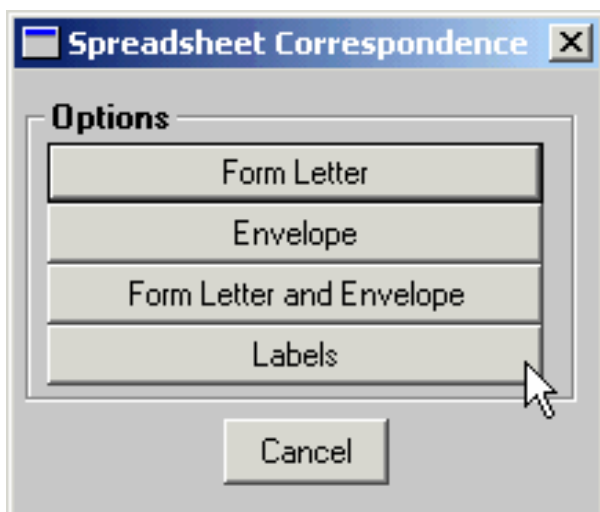 Spreadsheet Correspondence
Options
Form Letter
Envelope
Form Letter and Envelope
Labels
Cancel